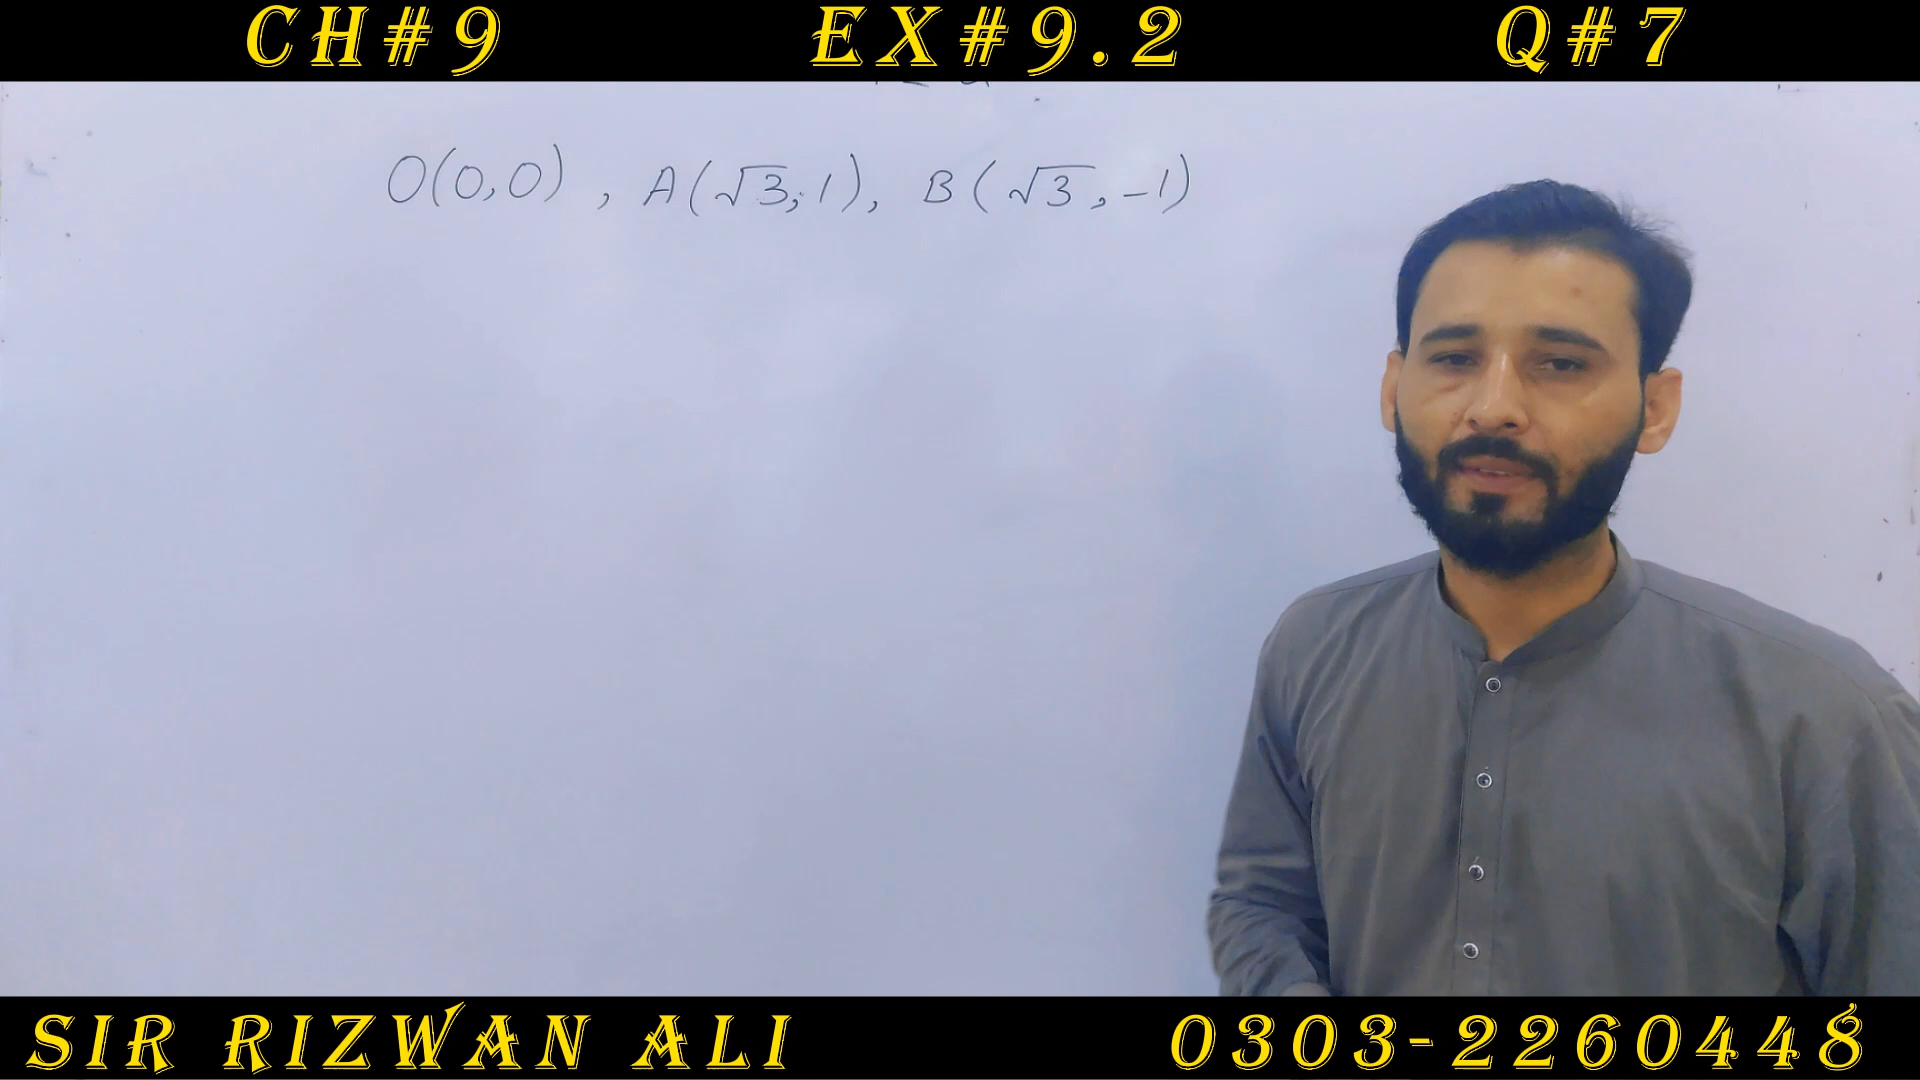 CH#9 EX#9.2 Q#7
O(0,0), A(√3,1), B(√3,-1)
SIR RIZWAN ALI 0303-2260448